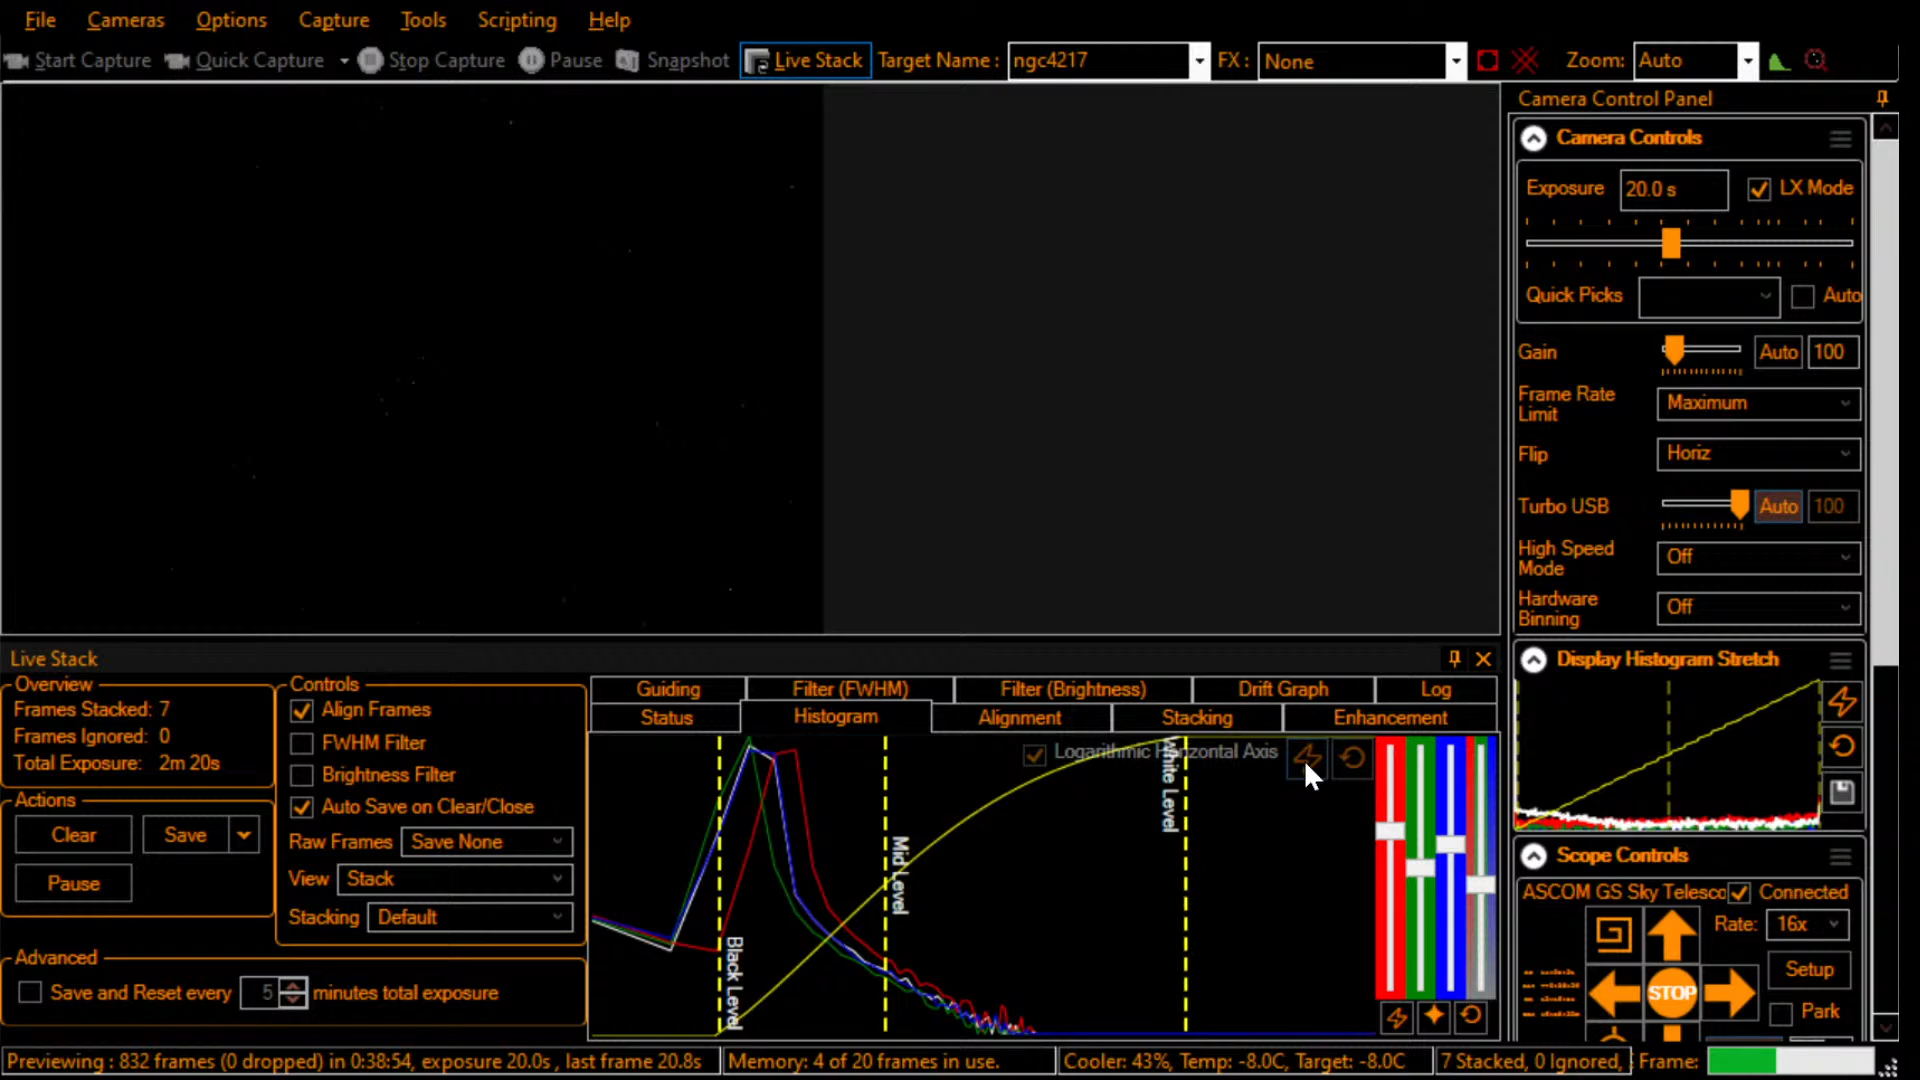 File Cameras Options Capture Tools Scripting Help
Start Capture Quick Capture Stop Capture Pause Snapshot Live Stack Target Name : ngc4217 FX : None Zoom: Auto
Camera Control Panel
Camera Controls
Exposure 20.0 s LX Mode
Quick Picks Auto
Gain Auto 100
Frame Rate Limit Maximum
Flip Horiz
Turbo USB Auto 100
High Speed Mode Off
Hardware Binning Off
Display Histogram Stretch
Scope Controls
ASCOM GS Sky Telesco Connected
Rate: 16x
Setup
STOP
Park
Live Stack
Overview
Frames Stacked: 7
Frames Ignored: 0
Total Exposure: 2m 20s
Actions
Clear Save
Pause
Controls
Align Frames
FWHM Filter
Brightness Filter
Auto Save on Clear/Close
Raw Frames Save None
View Stack
Stacking Default
Advanced
Save and Reset every 5 minutes total exposure
Guiding Filter (FWHM) Filter (Brightness) Drift Graph Log
Status Histogram Alignment Stacking Enhancement
Logarithmic Horizontal Axis
Black Level
Mid Level
White Level
Previewing : 832 frames (0 dropped) in 0:38:54, exposure 20.0s , last frame 20.8s Memory: 4 of 20 frames in use. Cooler: 43%, Temp: -8.0C, Target: -8.0C 7 Stacked, 0 Ignored, Frame: